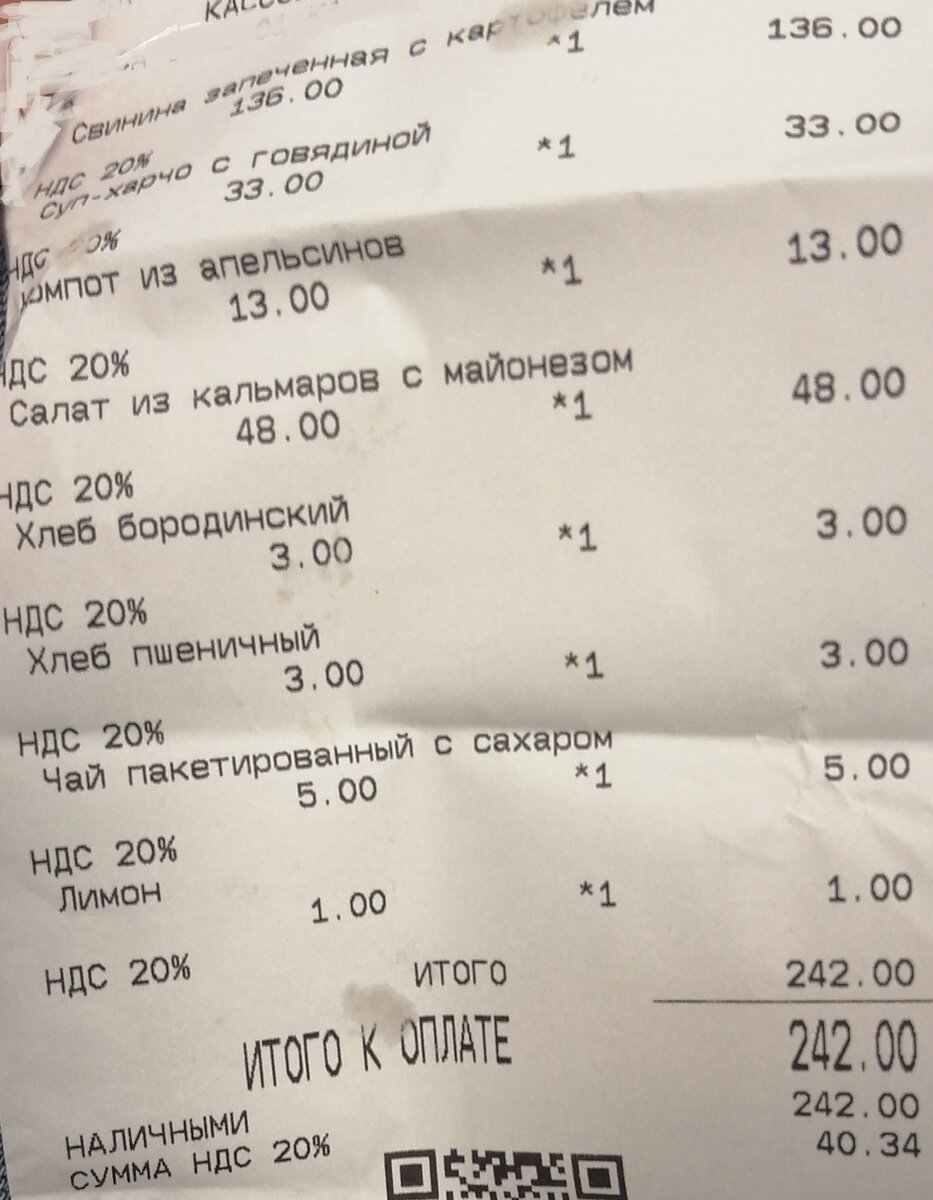 Свинина запеченная с картофелем
136.00 *1 136.00
НДС 20%
Суп-харчо с говядиной
33.00 *1 33.00
НДС
компот из апельсинов
13.00 *1 13.00
НДС 20%
Салат из кальмаров с майонезом
48.00 *1 48.00
НДС 20%
Хлеб бородинский
3.00 *1 3.00
НДС 20%
Хлеб пшеничный
3.00 *1 3.00
НДС 20%
Чай пакетированный с сахаром
5.00 *1 5.00
НДС 20%
Лимон
1.00 *1 1.00
НДС 20%
ИТОГО 242.00
ИТОГО К ОПЛАТЕ 242.00
НАЛИЧНЫМИ 242.00
СУММА НДС 20% 40.34